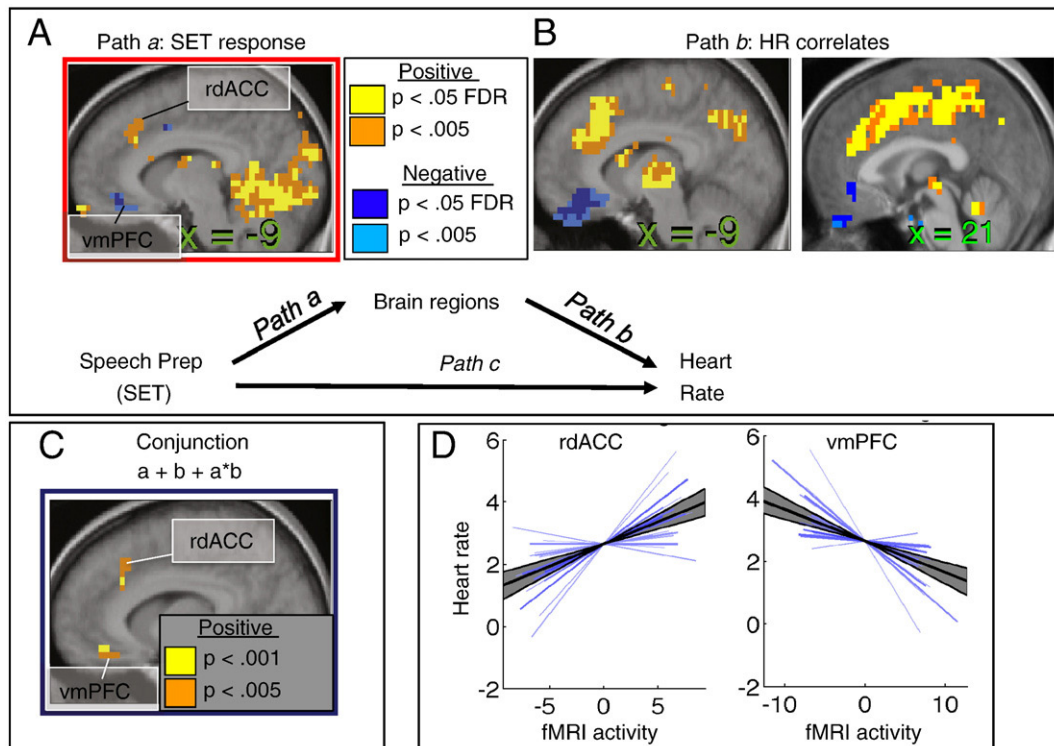 A
Path a: SET response
rdACC
vmPFC
x = -9
Positive
p < .05 FDR
p < .005
Negative
p < .05 FDR
p < .005
B
Path b: HR correlates
x = -9
x = 21
Path a
Brain regions
Path b
Speech Prep
(SET)
Path c
Heart
Rate
C
Conjunction
a + b + a*b
rdACC
vmPFC
Positive
p < .001
p < .005
D
rdACC
Heart rate
6
4
2
0
-2
-5 0 5
fMRI activity
vmPFC
6
4
2
0
-2
-10 0 10
fMRI activity